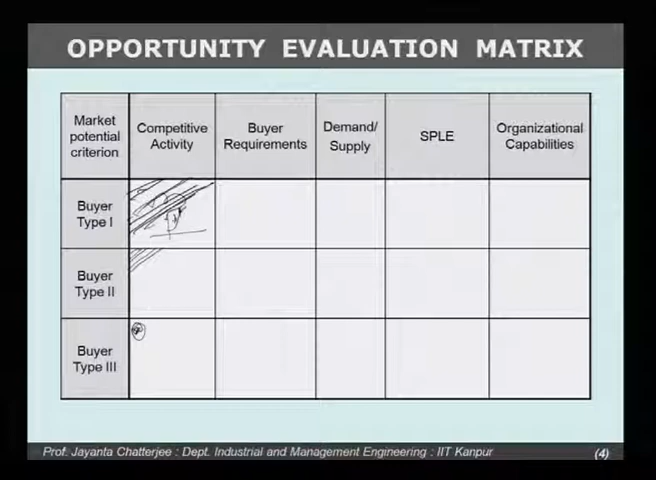 OPPORTUNITY EVALUATION MATRIX
Market potential criterion
Competitive Activity
Buyer Requirements
Demand/ Supply
SPLE
Organizational Capabilities
Buyer Type I
Buyer Type II
Buyer Type III
Prof. Jayanta Chatterjee : Dept. Industrial and Management Engineering : IIT Kanpur
(4)